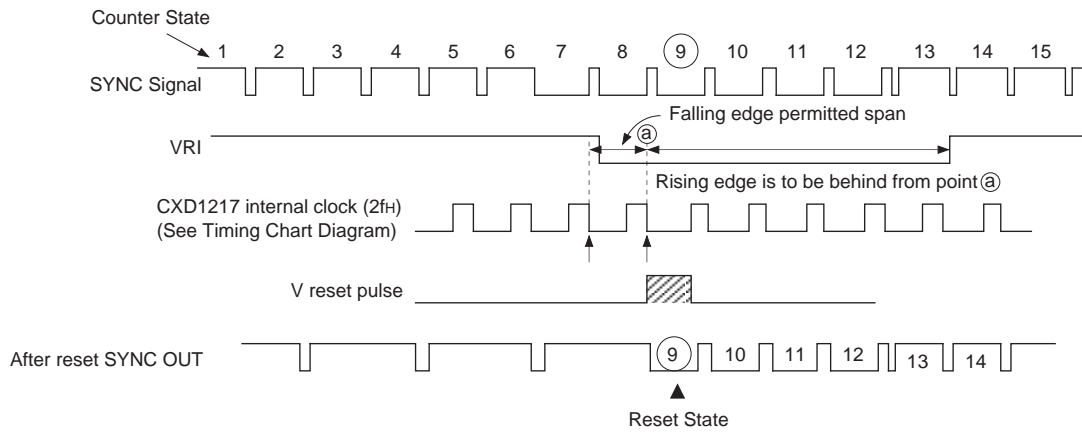 Counter State
1 2 3 4 5 6 7 8 9 10 11 12 13 14 15
SYNC Signal
Falling edge permitted span
VRI
a
Rising edge is to be behind from point a
CXD1217 internal clock (2fH)
(See Timing Chart Diagram)
V reset pulse
After reset SYNC OUT
9 10 11 12 13 14
Reset State